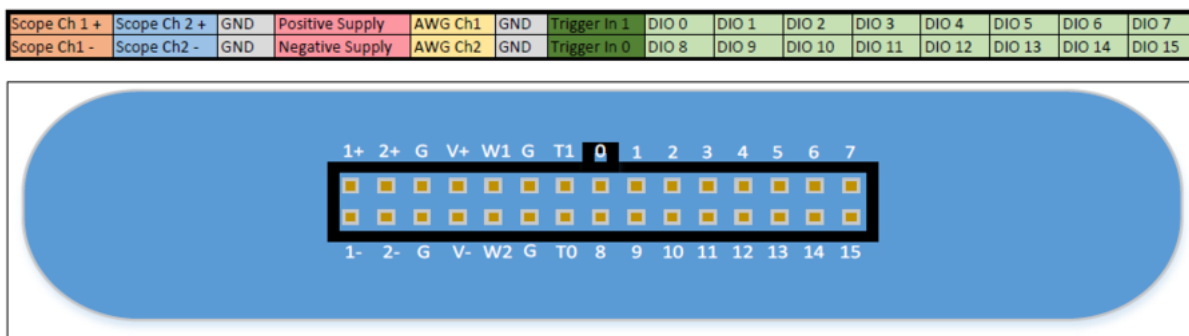 Scope Ch 1 + Scope Ch 2 + GND Positive Supply AWG Ch1 GND Trigger In 1 DIO 0 DIO 1 DIO 2 DIO 3 DIO 4 DIO 5 DIO 6 DIO 7
Scope Ch1 - Scope Ch2 - GND Negative Supply AWG Ch2 GND Trigger In 0 DIO 8 DIO 9 DIO 10 DIO 11 DIO 12 DIO 13 DIO 14 DIO 15
1+ 2+ G V+ W1 G T1 0 1 2 3 4 5 6 7
1- 2- G V- W2 G T0 8 9 10 11 12 13 14 15